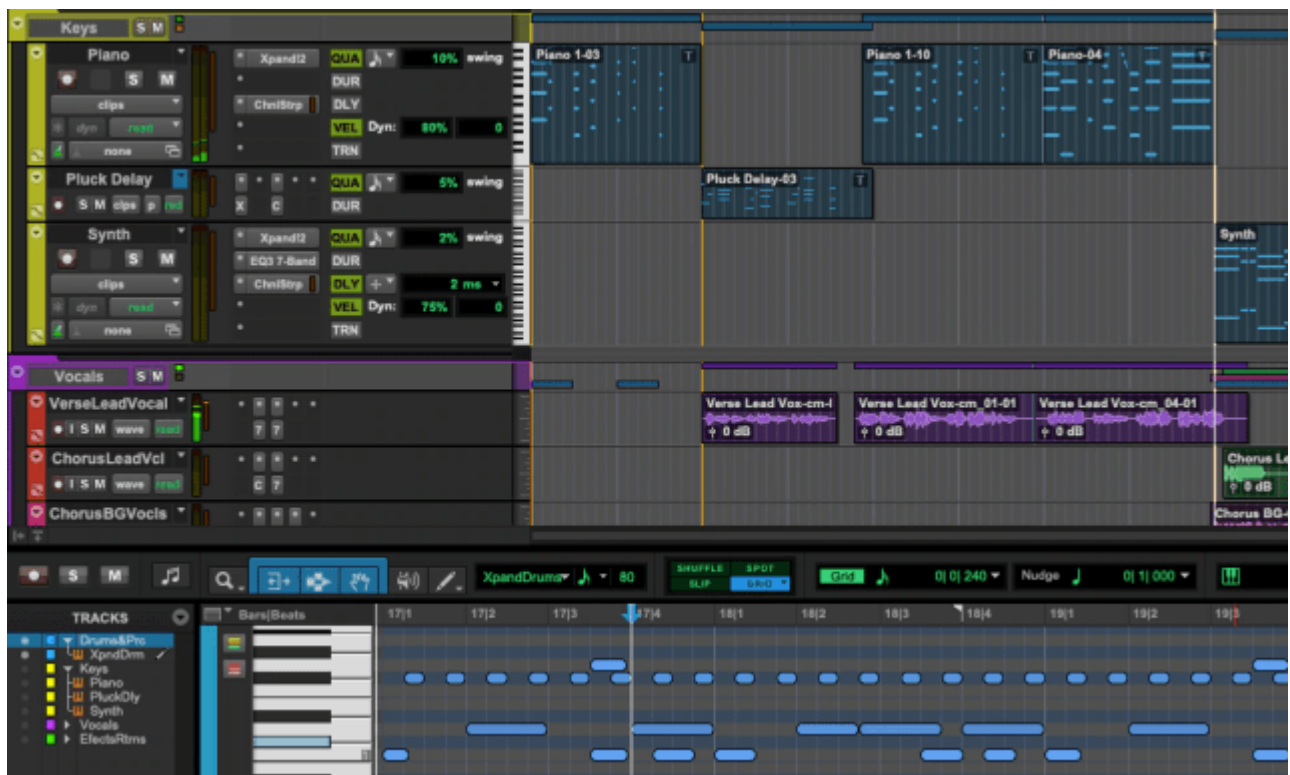 Keys S M
Piano Xpand!2 QUA 10% swing Piano 1-03 T Piano 1-10 T Piano-04 T
S M DUR
clips ChnlStrp DLY
dyn read VEL Dyn: 80% 0
none TRN
Pluck Delay QUA 5% swing Pluck Delay-03 T
S M clps p red X C DUR
Synth Xpand!2 QUA 2% swing Synth
S M EQ3 7-Band DUR
clips ChnlStrp DLY 2 ms
dyn read VEL Dyn: 75% 0
none TRN
Vocals S M
VerseLeadVocal Verse Lead Vox-cm-I Verse Lead Vox-cm_01-01 Verse Lead Vox-cm_04-01
I S M wave read 7 7 0 dB 0 dB 0 dB
ChorusLeadVcl Chorus Le
I S M wave read C 7 0 dB
ChorusBGVocls Chorus BG-
S M XpandDrums 80 SHUFFLE SPOT Grid 0| 0| 240 Nudge 0| 1| 000
SLIP GRID
TRACKS Bars|Beats 17|1 17|2 17|3 17|4 18|1 18|2 18|3 18|4 19|1 19|2 19|3
Drums&Prc
XpndDrm
Keys
Piano
PluckDly
Synth
Vocals
EfectsRtrns